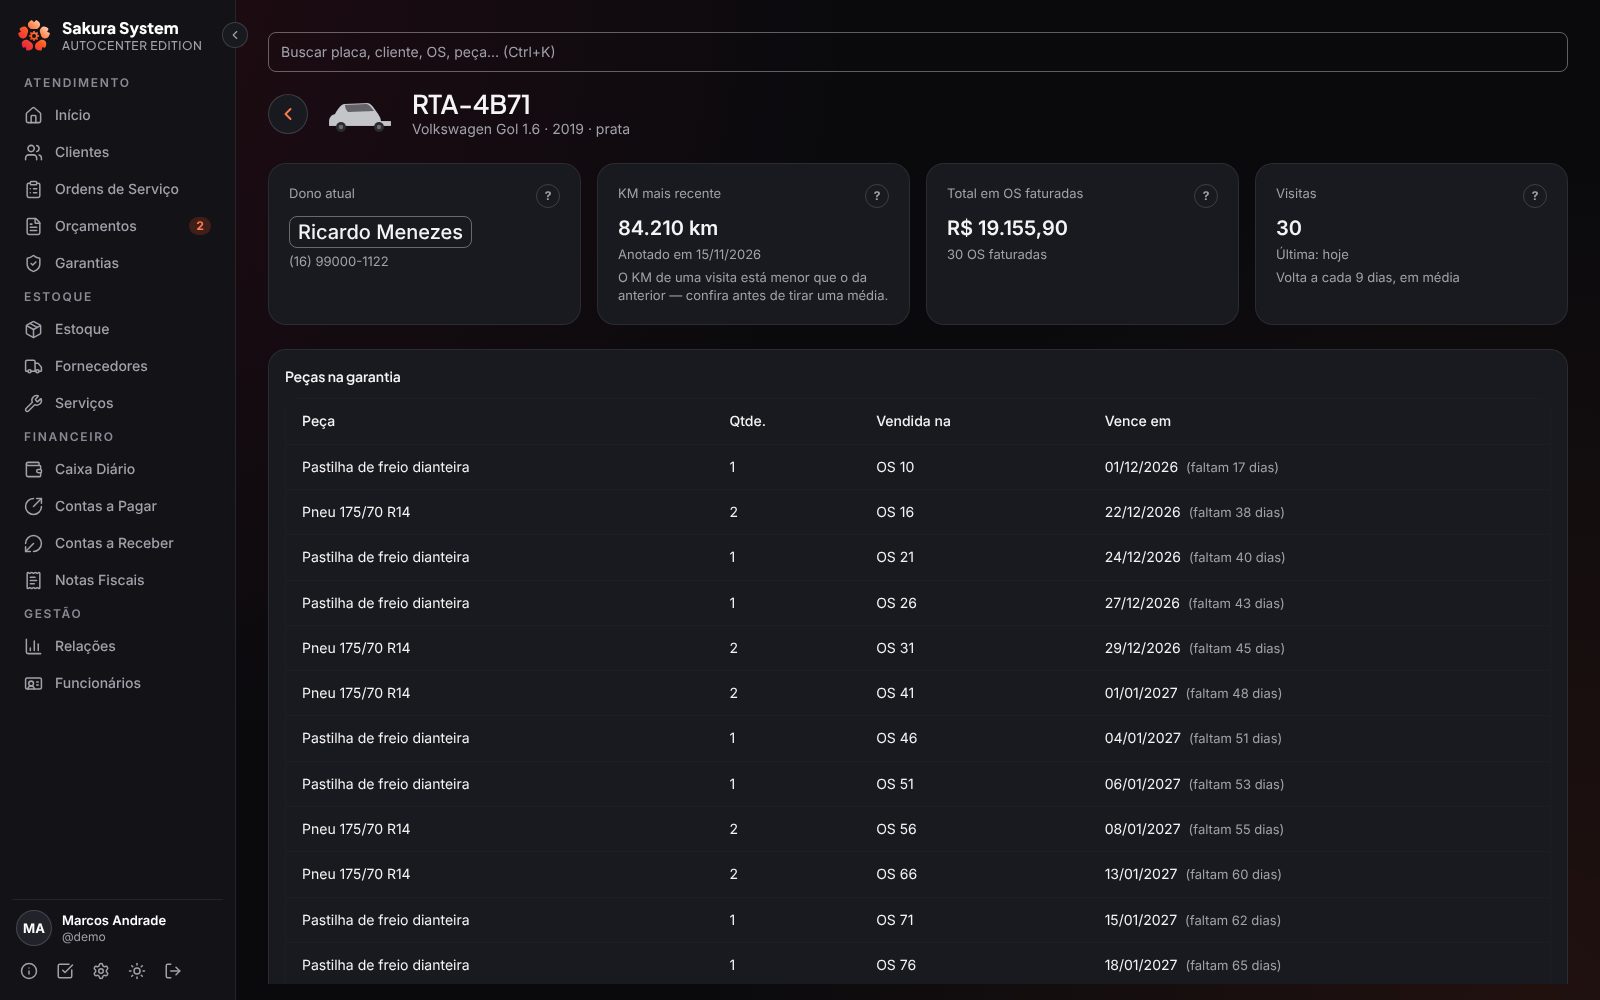 Sakura System
AUTOCENTER EDITION
ATENDIMENTO
Início
Clientes
Ordens de Serviço
Orçamentos 2
Garantias
ESTOQUE
Estoque
Fornecedores
Serviços
FINANCEIRO
Caixa Diário
Contas a Pagar
Contas a Receber
Notas Fiscais
GESTÃO
Relações
Funcionários
MA
Marcos Andrade
@demo
Buscar placa, cliente, OS, peça... (Ctrl+K)
RTA-4B71
Volkswagen Gol 1.6 · 2019 · prata
Dono atual ?
Ricardo Menezes
(16) 99000-1122
KM mais recente ?
84.210 km
Anotado em 15/11/2026
O KM de uma visita está menor que o da
anterior — confira antes de tirar uma média.
Total em OS faturadas ?
R$ 19.155,90
30 OS faturadas
Visitas ?
30
Última: hoje
Volta a cada 9 dias, em média
Peças na garantia
Peça Qtde. Vendida na Vence em
Pastilha de freio dianteira 1 OS 10 01/12/2026 (faltam 17 dias)
Pneu 175/70 R14 2 OS 16 22/12/2026 (faltam 38 dias)
Pastilha de freio dianteira 1 OS 21 24/12/2026 (faltam 40 dias)
Pastilha de freio dianteira 1 OS 26 27/12/2026 (faltam 43 dias)
Pneu 175/70 R14 2 OS 31 29/12/2026 (faltam 45 dias)
Pneu 175/70 R14 2 OS 41 01/01/2027 (faltam 48 dias)
Pastilha de freio dianteira 1 OS 46 04/01/2027 (faltam 51 dias)
Pastilha de freio dianteira 1 OS 51 06/01/2027 (faltam 53 dias)
Pneu 175/70 R14 2 OS 56 08/01/2027 (faltam 55 dias)
Pneu 175/70 R14 2 OS 66 13/01/2027 (faltam 60 dias)
Pastilha de freio dianteira 1 OS 71 15/01/2027 (faltam 62 dias)
Pastilha de freio dianteira 1 OS 76 18/01/2027 (faltam 65 dias)